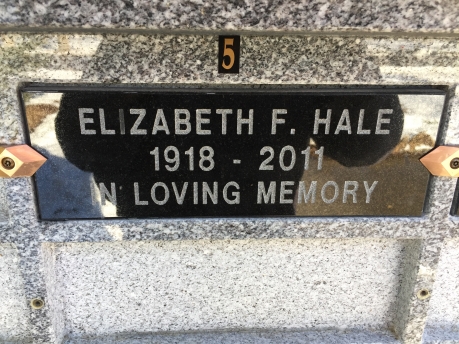 5
ELIZABETH F. HALE
1918 - 2011
IN LOVING MEMORY